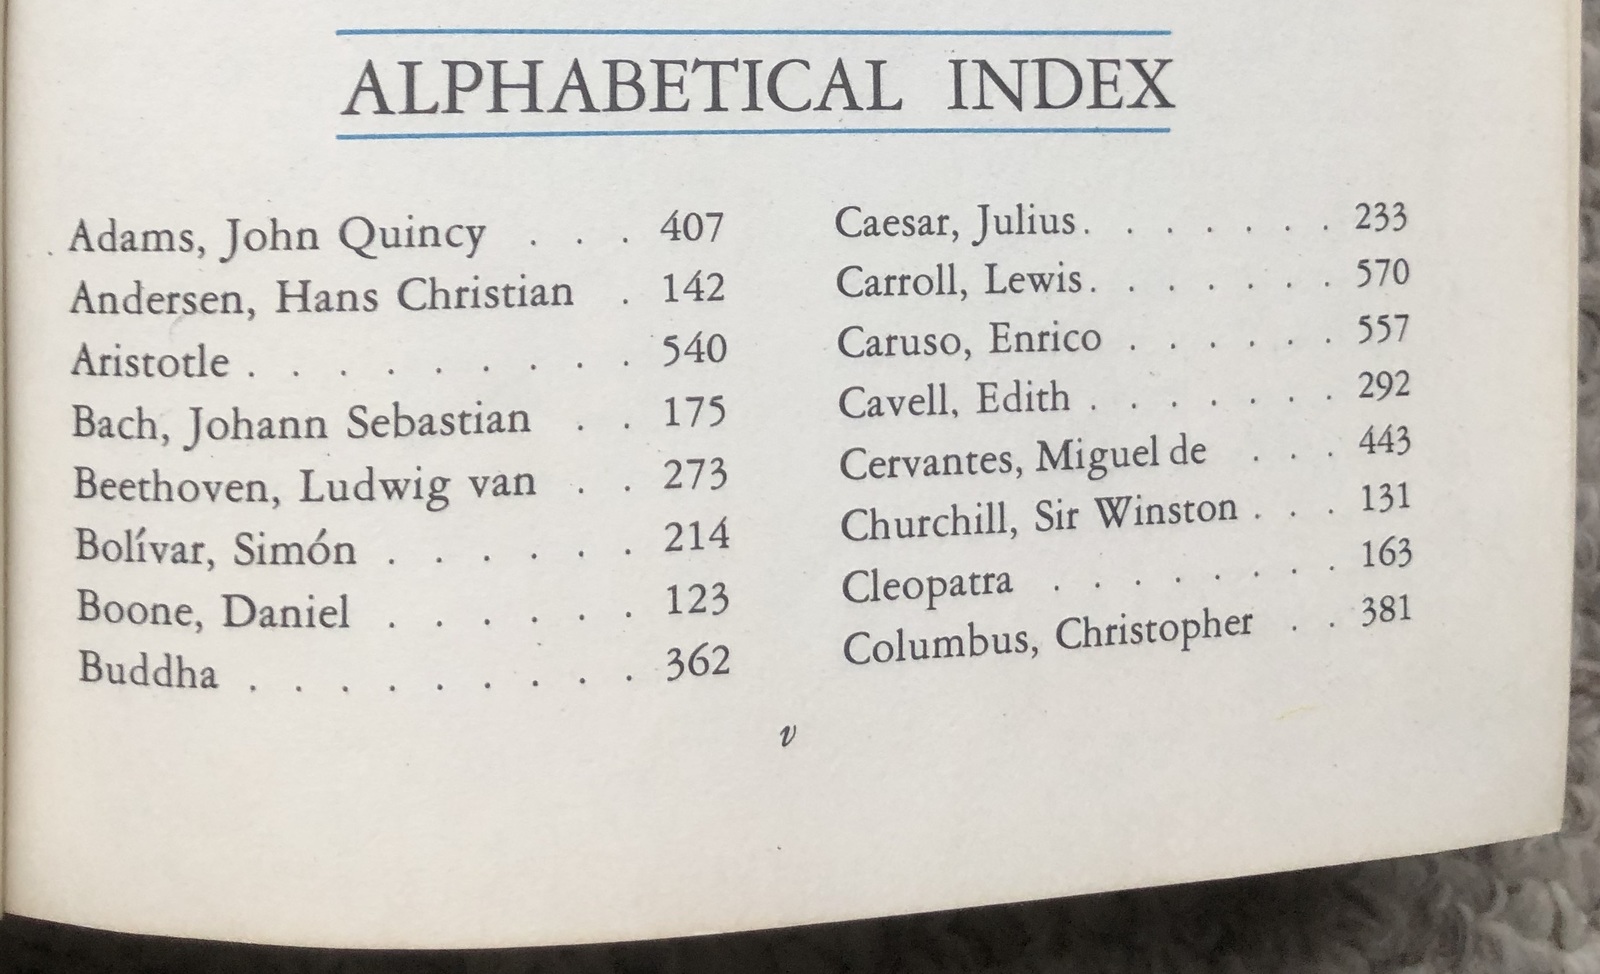 ALPHABETICAL INDEX
Adams, John Quincy . . . 407
Andersen, Hans Christian . 142
Aristotle . . . . . . . . . 540
Bach, Johann Sebastian . . 175
Beethoven, Ludwig van . . 273
Bolívar, Simón . . . . . . 214
Boone, Daniel . . . . . . 123
Buddha . . . . . . . . . 362
Caesar, Julius. . . . . . . 233
Carroll, Lewis. . . . . . . 570
Caruso, Enrico . . . . . . 557
Cavell, Edith . . . . . . . 292
Cervantes, Miguel de . . . 443
Churchill, Sir Winston . . . 131
Cleopatra . . . . . . . . 163
Columbus, Christopher . . 381
v